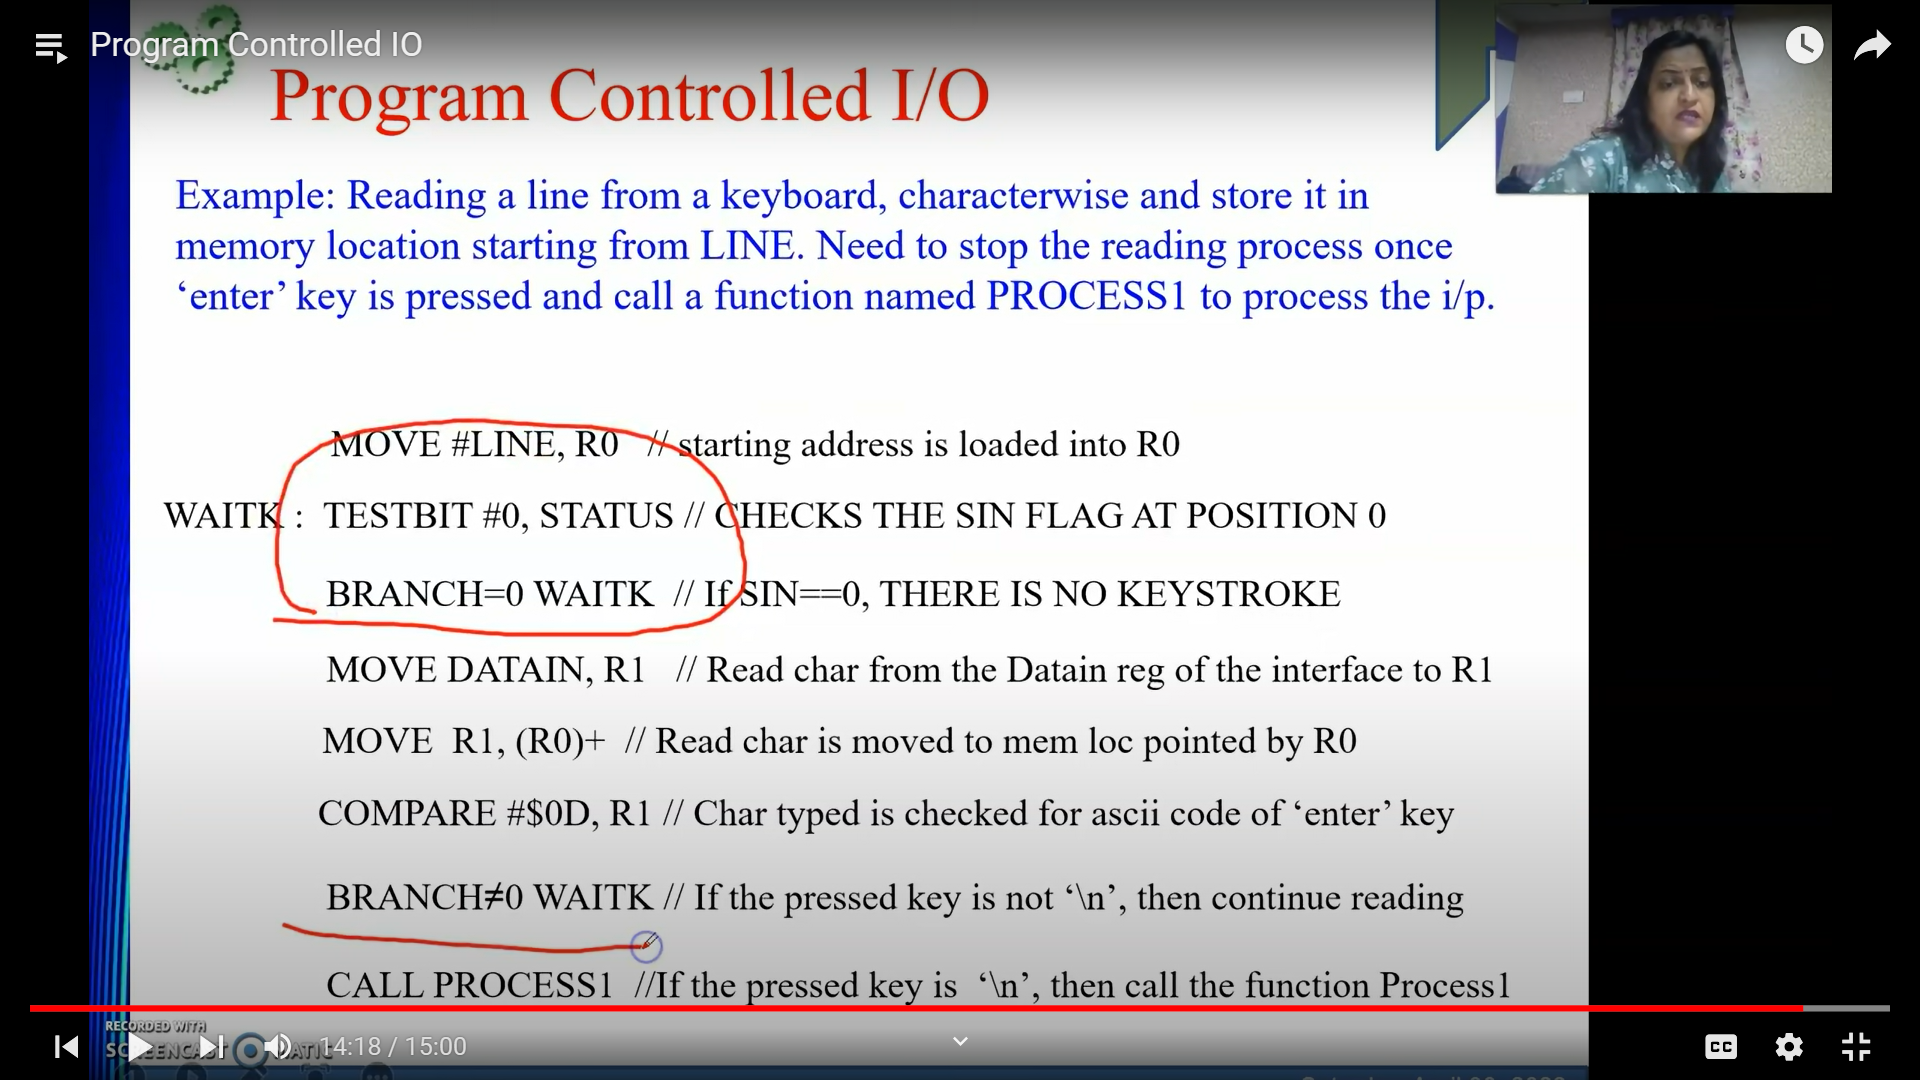 Program Controlled IO
Program Controlled I/O
Example: Reading a line from a keyboard, characterwise and store it in
memory location starting from LINE. Need to stop the reading process once
‘enter’ key is pressed and call a function named PROCESS1 to process the i/p.
MOVE #LINE, R0 // starting address is loaded into R0
WAITK : TESTBIT #0, STATUS // CHECKS THE SIN FLAG AT POSITION 0
BRANCH=0 WAITK // If SIN==0, THERE IS NO KEYSTROKE
MOVE DATAIN, R1 // Read char from the Datain reg of the interface to R1
MOVE R1, (R0)+ // Read char is moved to mem loc pointed by R0
COMPARE #$0D, R1 // Char typed is checked for ascii code of ‘enter’ key
BRANCH≠0 WAITK // If the pressed key is not ‘\n’, then continue reading
CALL PROCESS1 //If the pressed key is ‘\n’, then call the function Process1
RECORDED WITH
14:18 / 15:00
CC